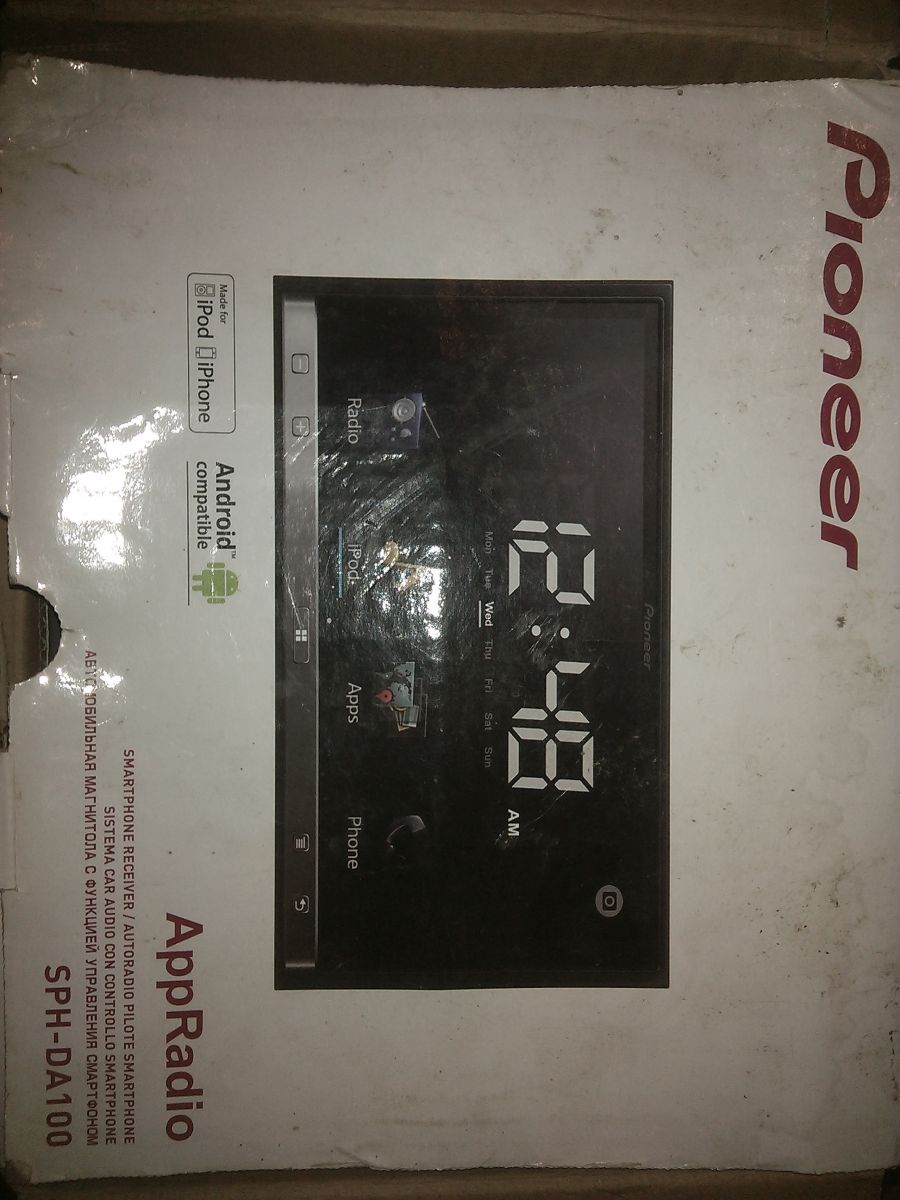 Pioneer
Pioneer
12:48 AM
Mon Tue Wed Thu Fri Sat Sun
Radio iPod Apps Phone
Made for
iPod iPhone
Android™
compatible
AppRadio
SMARTPHONE RECEIVER / AUTORADIO PILOTE SMARTPHONE
SISTEMA CAR AUDIO CON CONTROLLO SMARTPHONE
АВТОМОБИЛЬНАЯ МАГНИТОЛА С ФУНКЦИЕЙ УПРАВЛЕНИЯ СМАРТФОНОМ
SPH-DA100